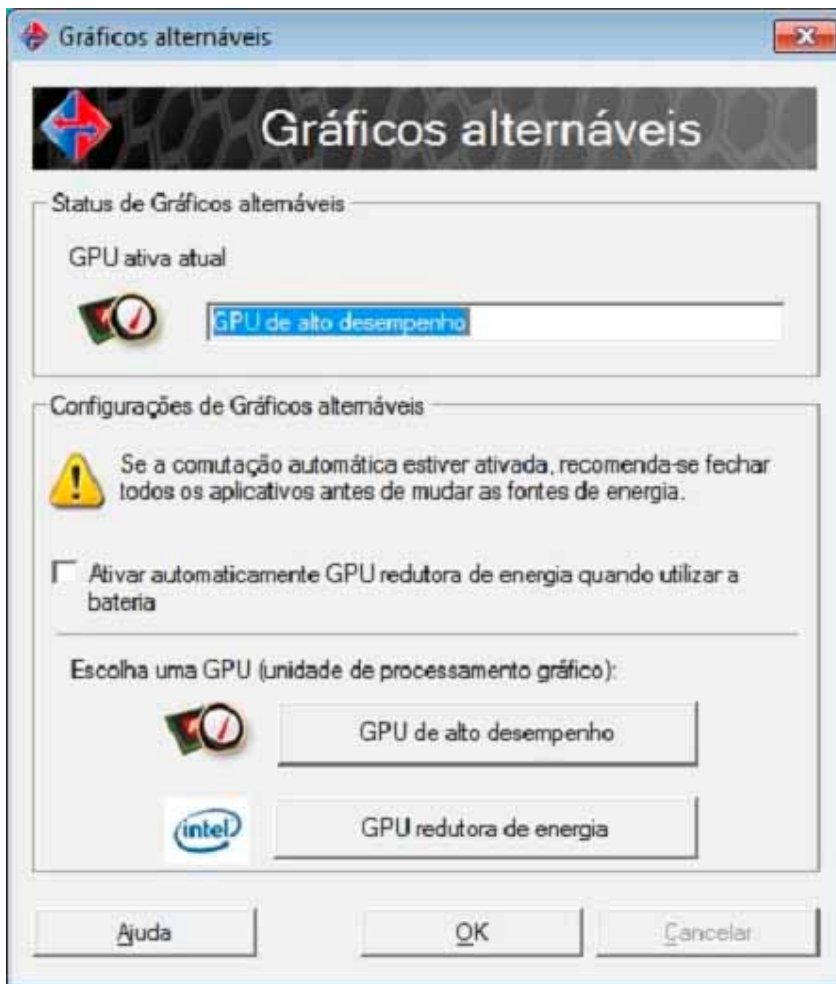 Gráficos alternáveis
Gráficos alternáveis
Status de Gráficos alternáveis
GPU ativa atual
GPU de alto desempenho
Configurações de Gráficos alternáveis
Se a comutação automática estiver ativada, recomenda-se fechar
todos os aplicativos antes de mudar as fontes de energia.
Ativar automaticamente GPU redutora de energia quando utilizar a
bateria
Escolha uma GPU (unidade de processamento gráfico):
GPU de alto desempenho
intel
GPU redutora de energia
Ajuda
OK
Cancelar